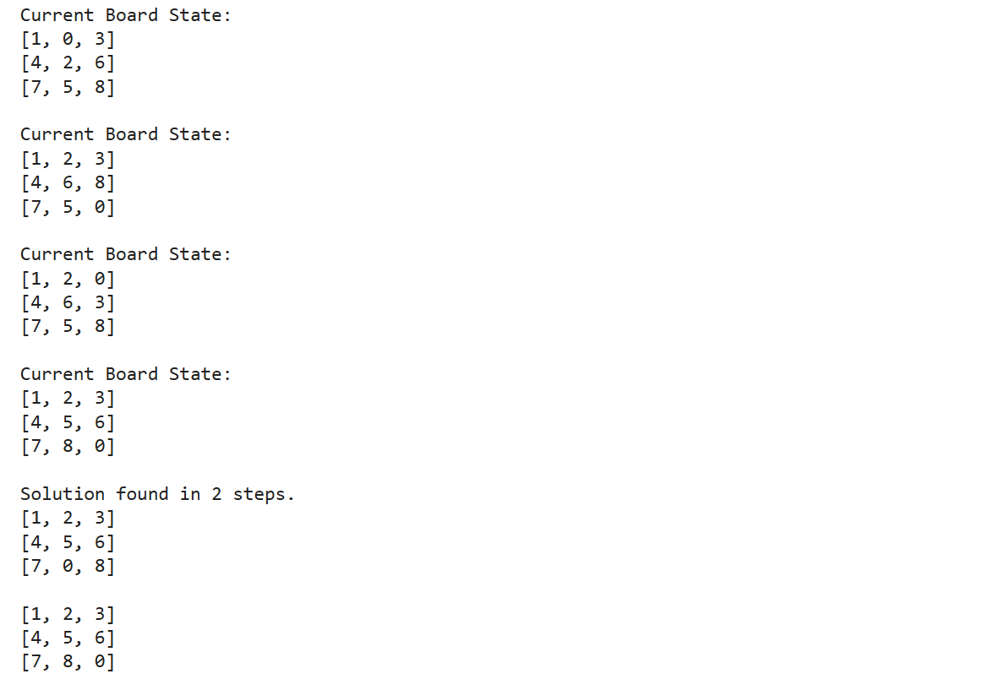 Current Board State:
[1, 0, 3]
[4, 2, 6]
[7, 5, 8]
Current Board State:
[1, 2, 3]
[4, 6, 8]
[7, 5, 0]
Current Board State:
[1, 2, 0]
[4, 6, 3]
[7, 5, 8]
Current Board State:
[1, 2, 3]
[4, 5, 6]
[7, 8, 0]
Solution found in 2 steps.
[1, 2, 3]
[4, 5, 6]
[7, 0, 8]
[1, 2, 3]
[4, 5, 6]
[7, 8, 0]